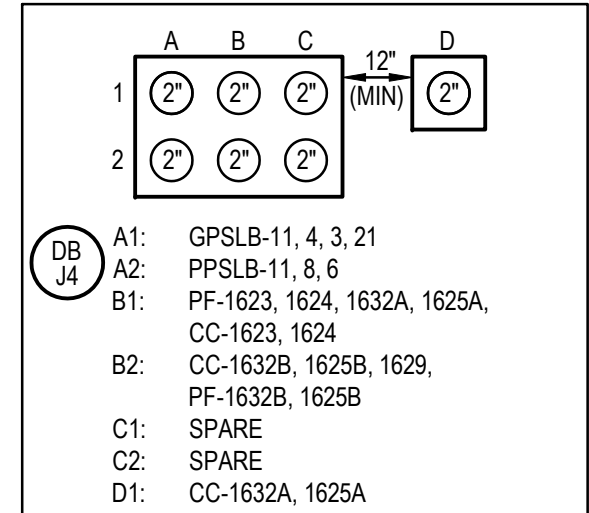 A B C D
12"
1 2" 2" 2" (MIN) 2"
2 2" 2" 2"
DB
J4
A1: GPSLB-11, 4, 3, 21
A2: PPSLB-11, 8, 6
B1: PF-1623, 1624, 1632A, 1625A,
CC-1623, 1624
B2: CC-1632B, 1625B, 1629,
PF-1632B, 1625B
C1: SPARE
C2: SPARE
D1: CC-1632A, 1625A